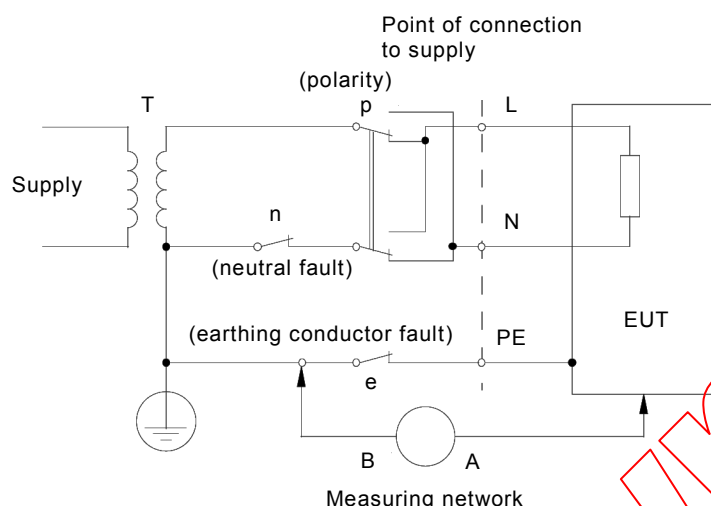 Point of connection
to supply
(polarity)
T
p
L
Supply
n
N
(neutral fault)
(earthing conductor fault)
PE
EUT
e
B
A
Measuring network